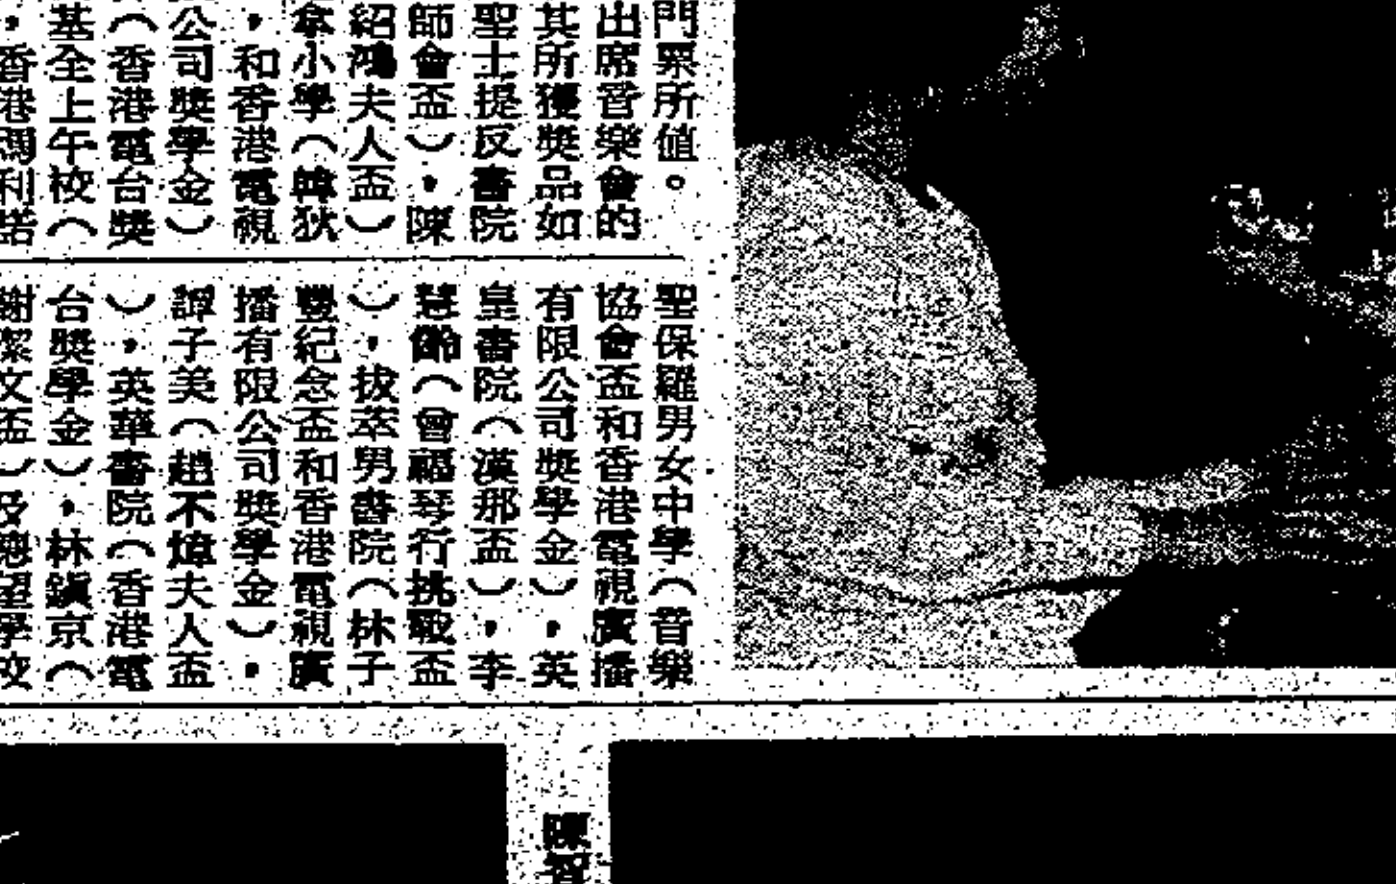 門票所值。
出席音樂會的
其所獲獎品如
聖士提反書院
師會盃），陳
紹鴻夫人盃）
拿小學（韓狄
，和香港電視
公司獎學金）
（香港電台獎
基全上午校（
，香港瑪利諾
聖保羅男女中學（音樂
協會盃和香港電視廣播
有限公司獎學金），英
皇書院（漢那盃），李
慧（曾福琴行挑戰盃
），拔萃男書院（林子
豐紀念盃和香港電視廣
播有限公司獎學金），
譚子美（趙不煒夫人盃
），英華書院（香港電
台獎學金），林鎮京（
謝潔文盃）及學校
陳智